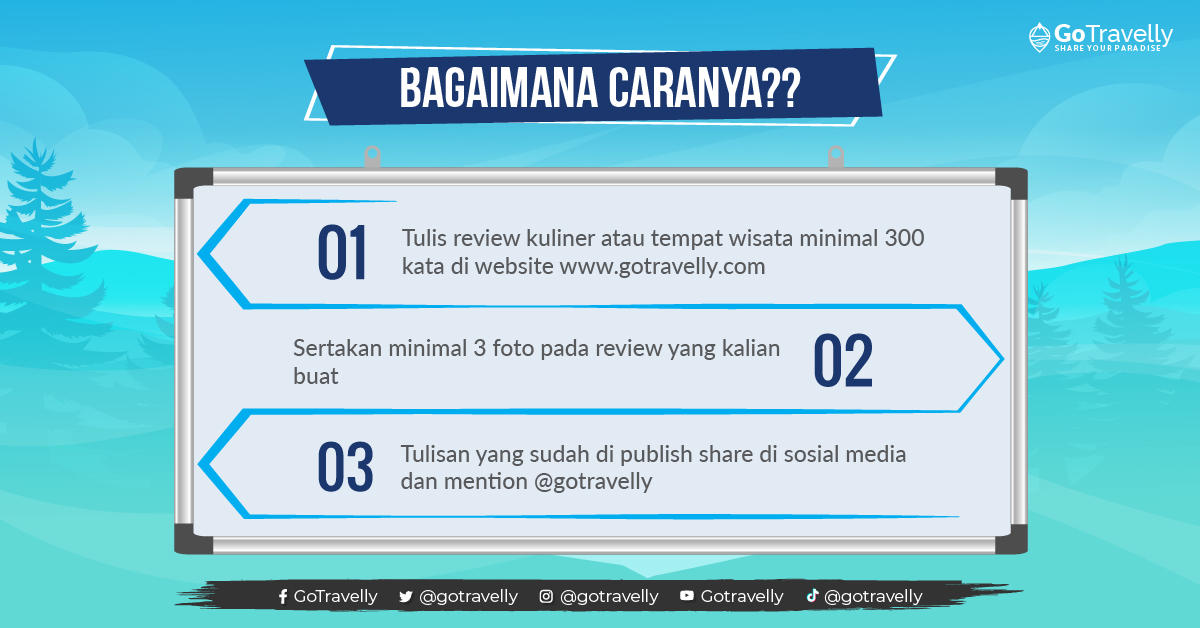 GoTravelly
SHARE YOUR PARADISE
BAGAIMANA CARANYA??
01
Tulis review kuliner atau tempat wisata minimal 300
kata di website www.gotravelly.com
Sertakan minimal 3 foto pada review yang kalian
buat
02
03
Tulisan yang sudah di publish share di sosial media
dan mention @gotravelly
GoTravelly @gotravelly @gotravelly Gotravelly @gotravelly